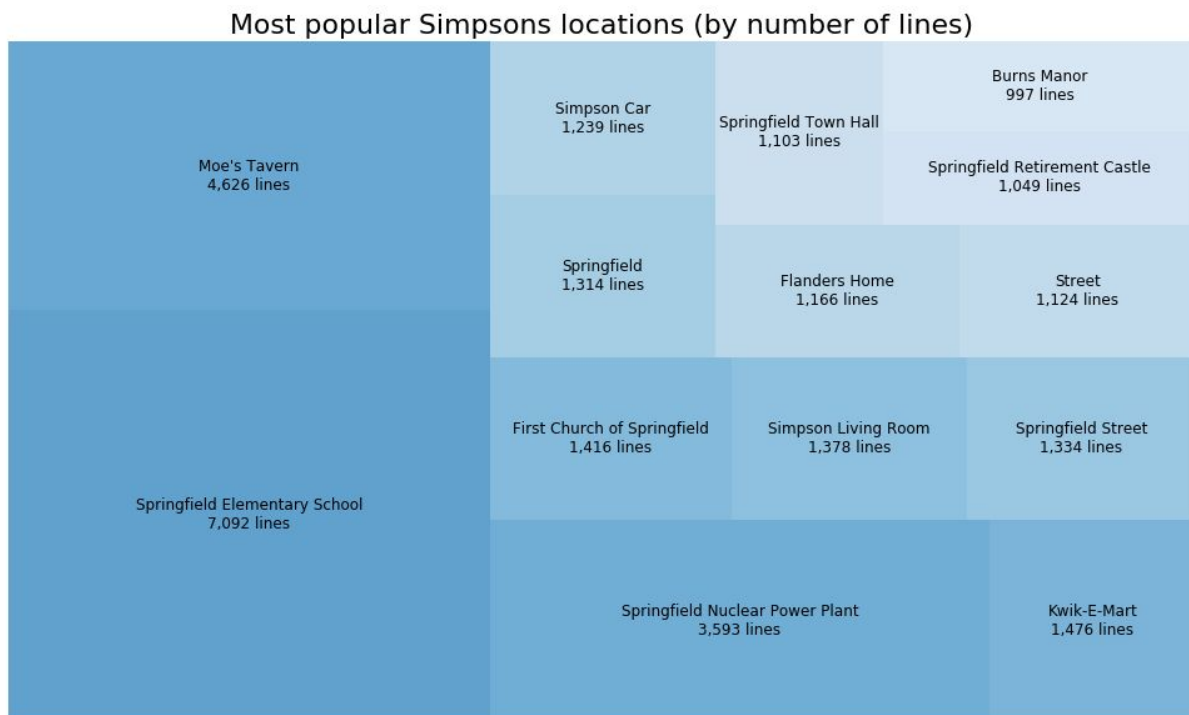 Most popular Simpsons locations (by number of lines)
Moe's Tavern
4,626 lines
Springfield Elementary School
7,092 lines
Simpson Car
1,239 lines
Springfield
1,314 lines
Springfield Town Hall
1,103 lines
Burns Manor
997 lines
Springfield Retirement Castle
1,049 lines
Flanders Home
1,166 lines
Street
1,124 lines
First Church of Springfield
1,416 lines
Simpson Living Room
1,378 lines
Springfield Street
1,334 lines
Springfield Nuclear Power Plant
3,593 lines
Kwik-E-Mart
1,476 lines